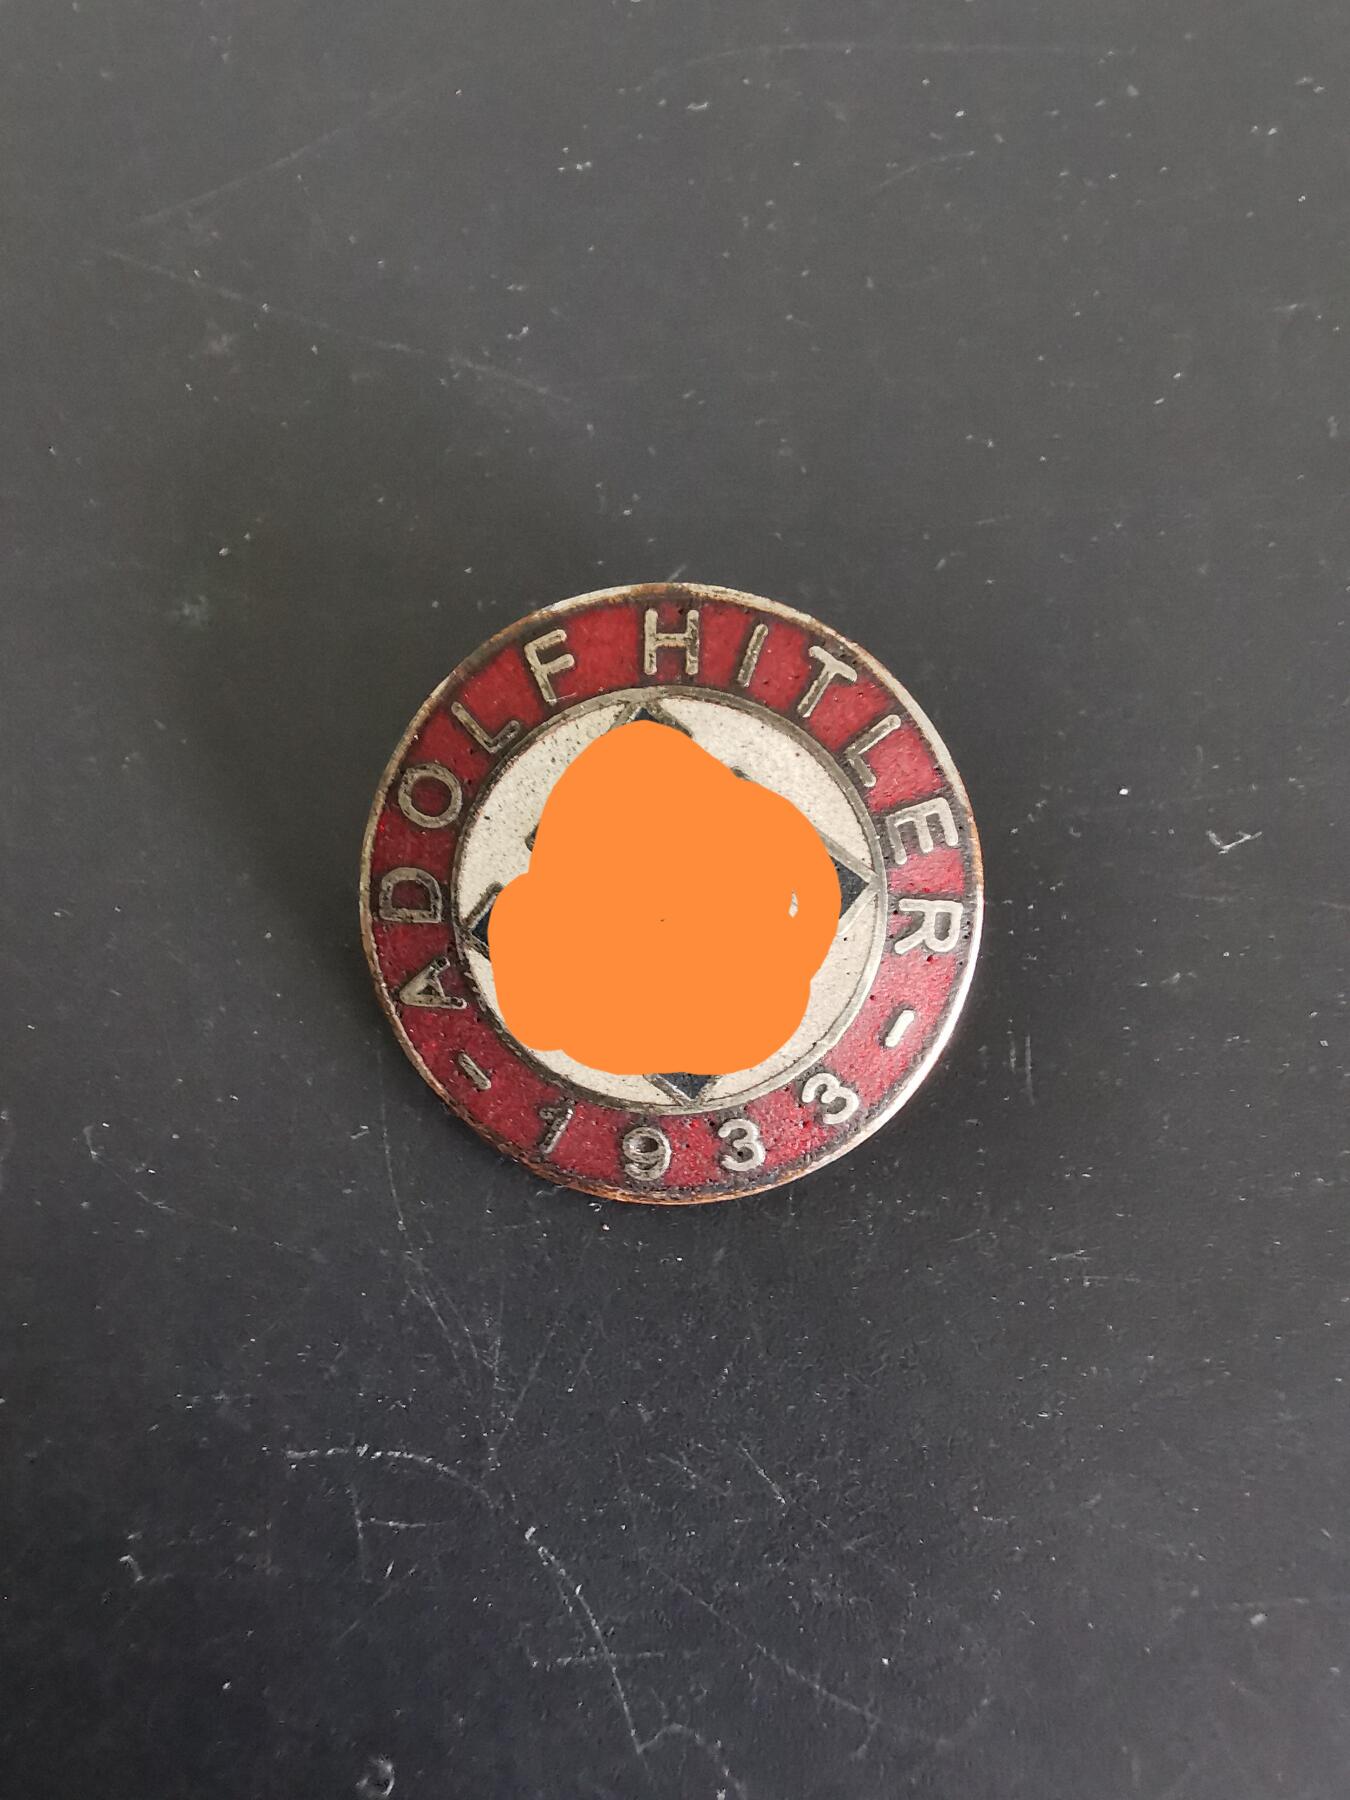 ADOLF HITLER
- 1933 -